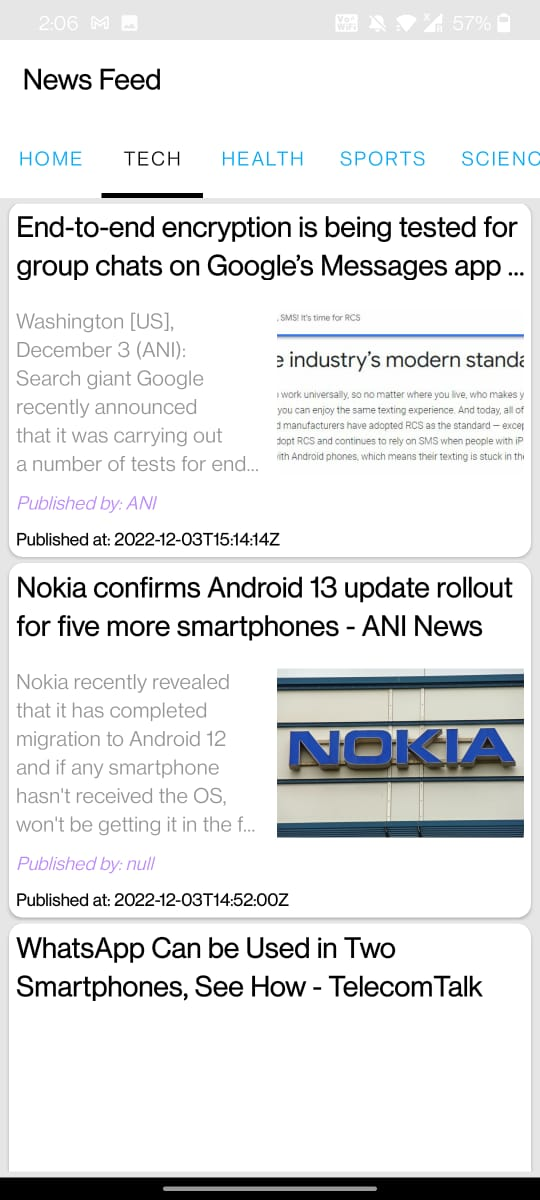 2:06
Vo WiFi
57%
News Feed
HOME TECH HEALTH SPORTS SCIENC
End-to-end encryption is being tested for
group chats on Google’s Messages app ...
Washington [US],
December 3 (ANI):
Search giant Google
recently announced
that it was carrying out
a number of tests for end...
, SMS! It's time for RCS
e industry's modern standa
work universally, so no matter where you live, who makes y
you can enjoy the same texting experience. And today, all of
d manufacturers have adopted RCS as the standard — excep
dopt RCS and continues to rely on SMS when people with iP
ith Android phones, which means their texting is stuck in the
Published by: ANI
Published at: 2022-12-03T15:14:14Z
Nokia confirms Android 13 update rollout
for five more smartphones - ANI News
Nokia recently revealed
that it has completed
migration to Android 12
and if any smartphone
hasn't received the OS,
won't be getting it in the f...
NOKIA
Published by: null
Published at: 2022-12-03T14:52:00Z
WhatsApp Can be Used in Two
Smartphones, See How - TelecomTalk